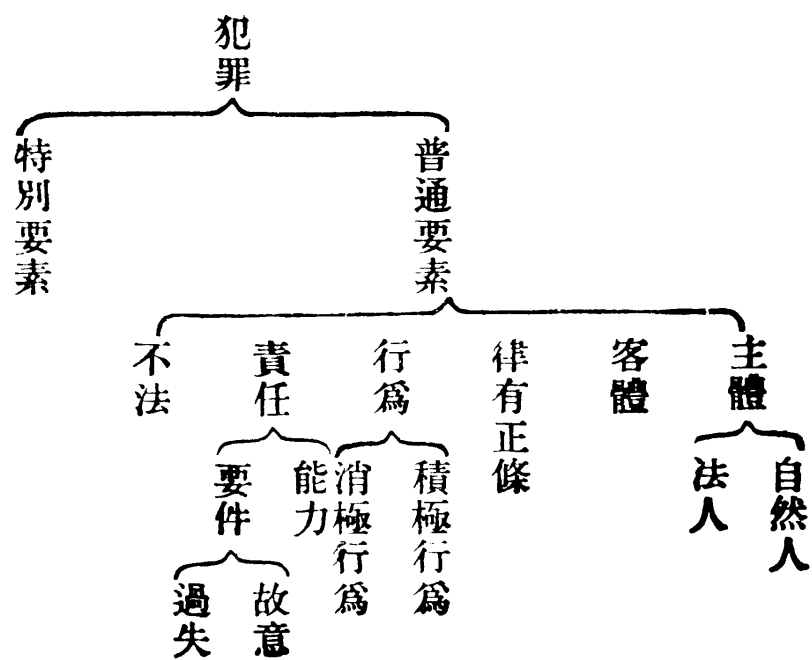 犯罪
普通要素
特別要素
主體
客體
律有正條
行爲
責任
不法
自然人
法人
積極行爲
消極行爲
能力
要件
故意
過失